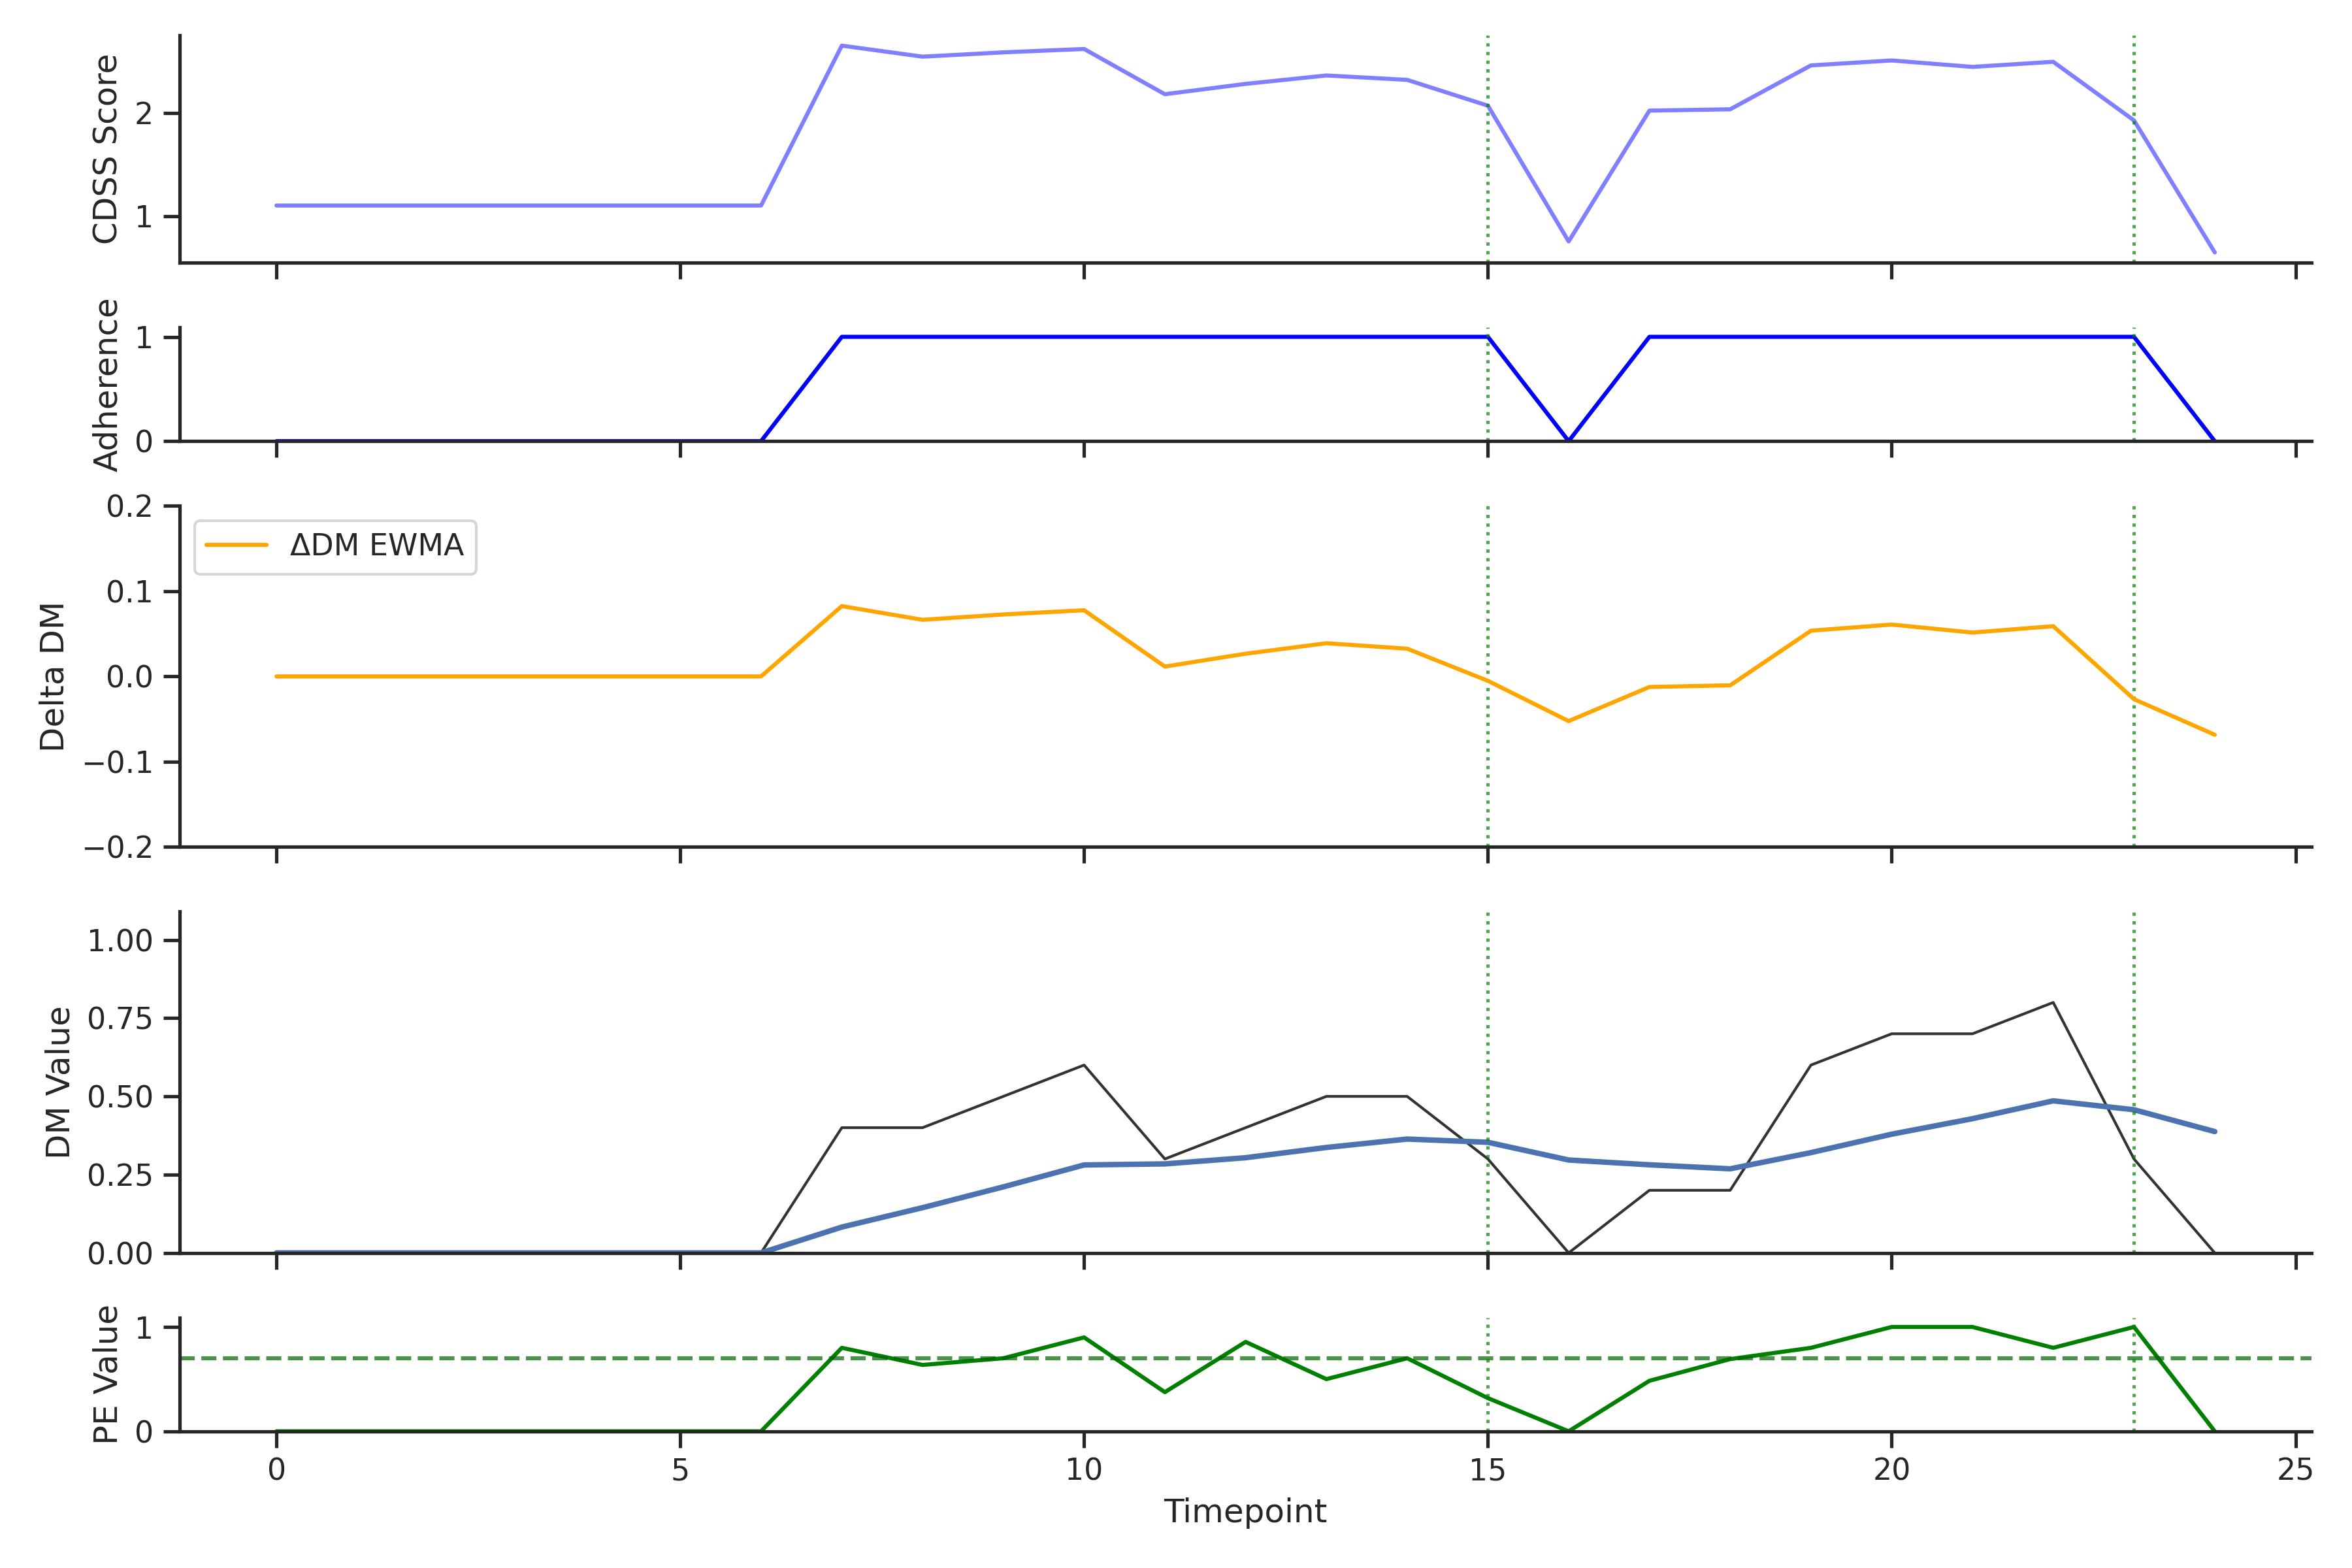 CDSS Score
2
1
Adherence
1
0
Delta DM
0.2
0.1
0.0
−0.1
−0.2
ΔDM EWMA
DM Value
1.00
0.75
0.50
0.25
0.00
PE Value
1
0
0 5 10 15 20 25
Timepoint